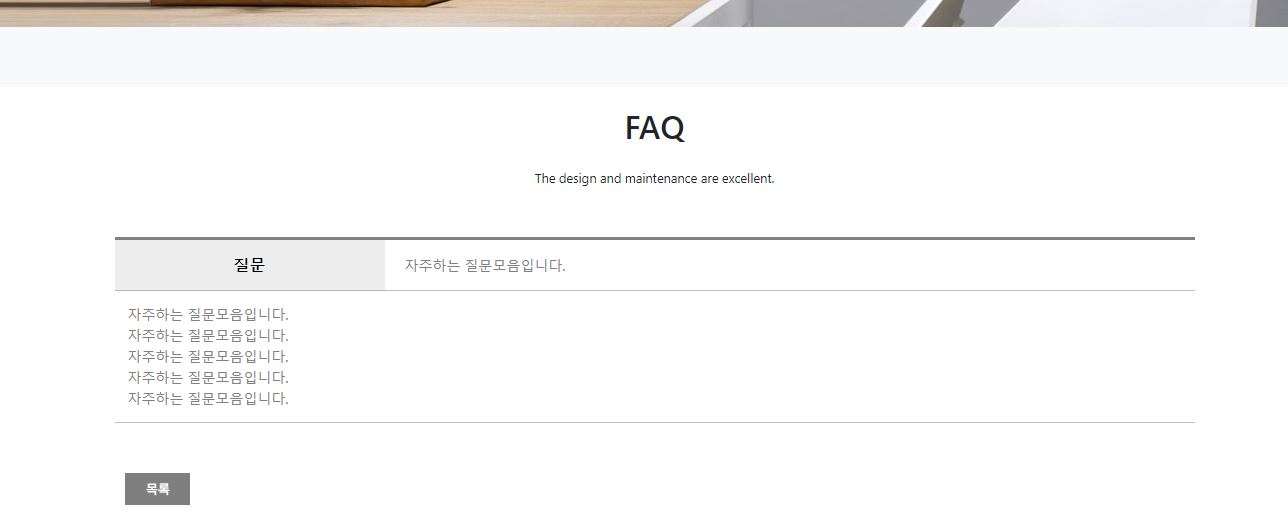 FAQ
The design and maintenance are excellent.
질문
자주하는 질문모음입니다.
자주하는 질문모음입니다.
자주하는 질문모음입니다.
자주하는 질문모음입니다.
자주하는 질문모음입니다.
자주하는 질문모음입니다.
목록